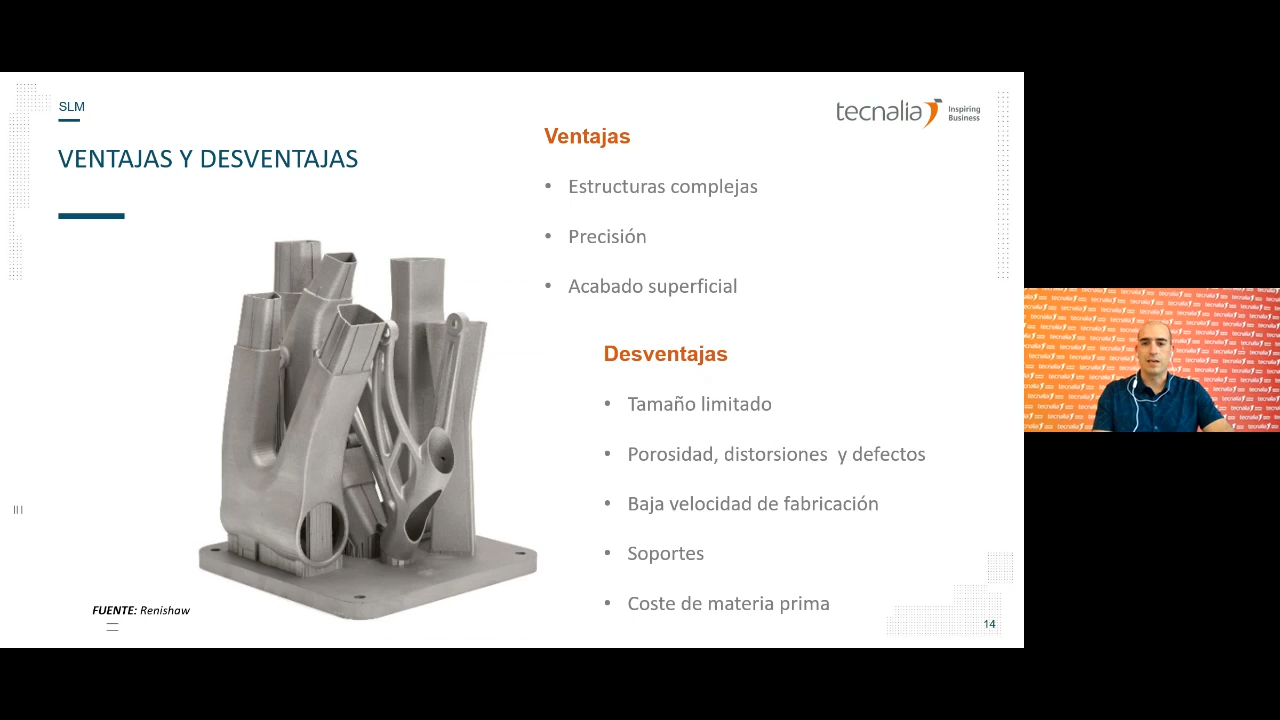 SLM
VENTAJAS Y DESVENTAJAS
tecnalia
Inspiring
Business
Ventajas
• Estructuras complejas
• Precisión
• Acabado superficial
Desventajas
• Tamaño limitado
• Porosidad, distorsiones y defectos
• Baja velocidad de fabricación
• Soportes
• Coste de materia prima
FUENTE: Renishaw
14
tecnalia